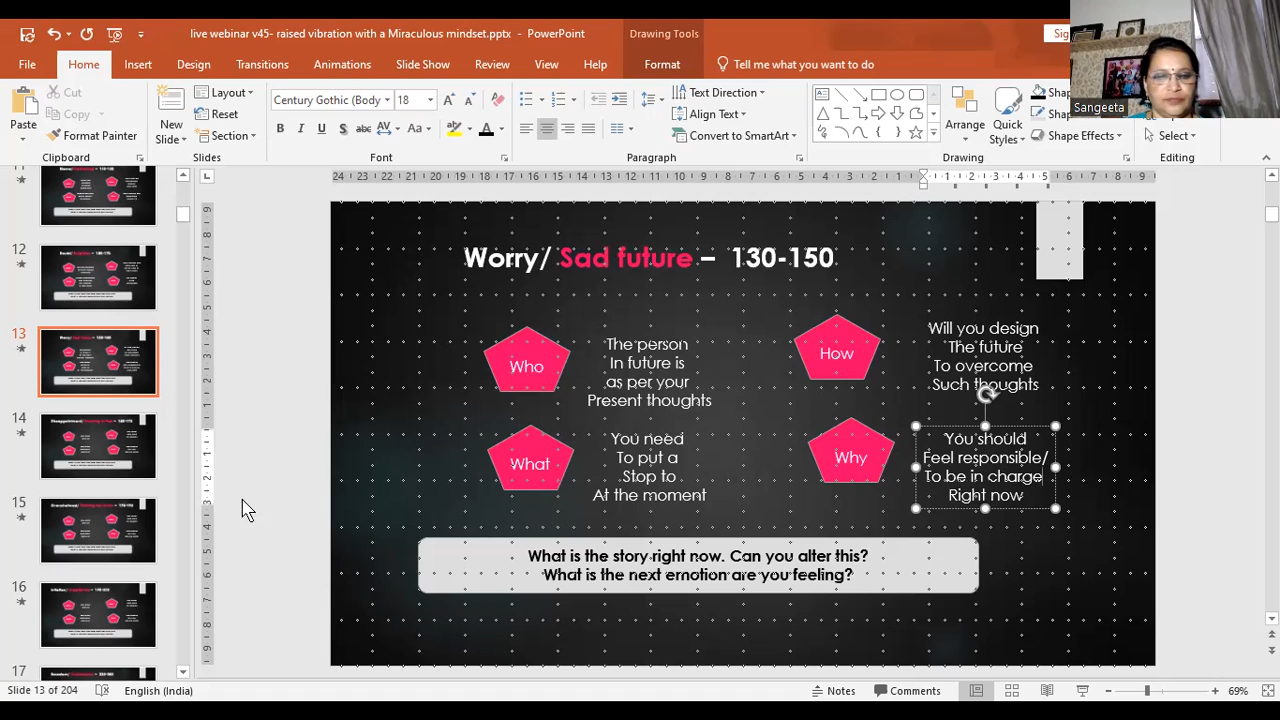 live webinar v45- raised vibration with a Miraculous mindset.pptx - PowerPoint
Drawing Tools
Sangeeta
File
Home
Insert
Design
Transitions
Animations
Slide Show
Review
View
Help
Format
Tell me what you want to do
Paste
Cut
Copy
Format Painter
Clipboard
New
Slide
Layout
Reset
Section
Slides
Century Gothic (Body
18
Font
Text Direction
Align Text
Convert to SmartArt
Paragraph
Arrange
Quick
Styles
Shape Effects
Drawing
Select
Editing
12
13
14
15
16
17
Worry/ Sad future – 130-150
Who
The person
In future is
as per your
Present thoughts
How
Will you design
The future
To overcome
Such thoughts
What
You need
To put a
Stop to
At the moment
Why
You should
Feel responsible/
To be in charge
Right now
What is the story right now. Can you alter this?
What is the next emotion are you feeling?
Slide 13 of 204
English (India)
Notes
Comments
69%